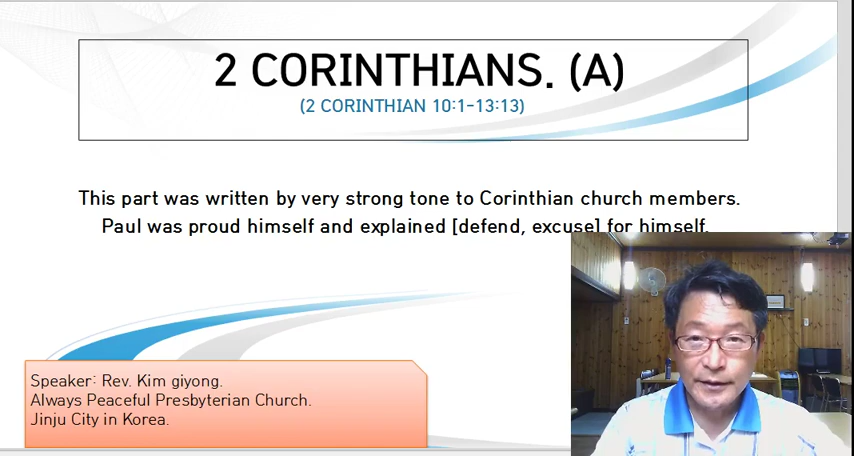 2 CORINTHIANS. (A)
(2 CORINTHIAN 10:1-13:13)
This part was written by very strong tone to Corinthian church members.
Paul was proud himself and explained [defend, excuse] for himself.
Speaker: Rev. Kim giyong.
Always Peaceful Presbyterian Church.
Jinju City in Korea.